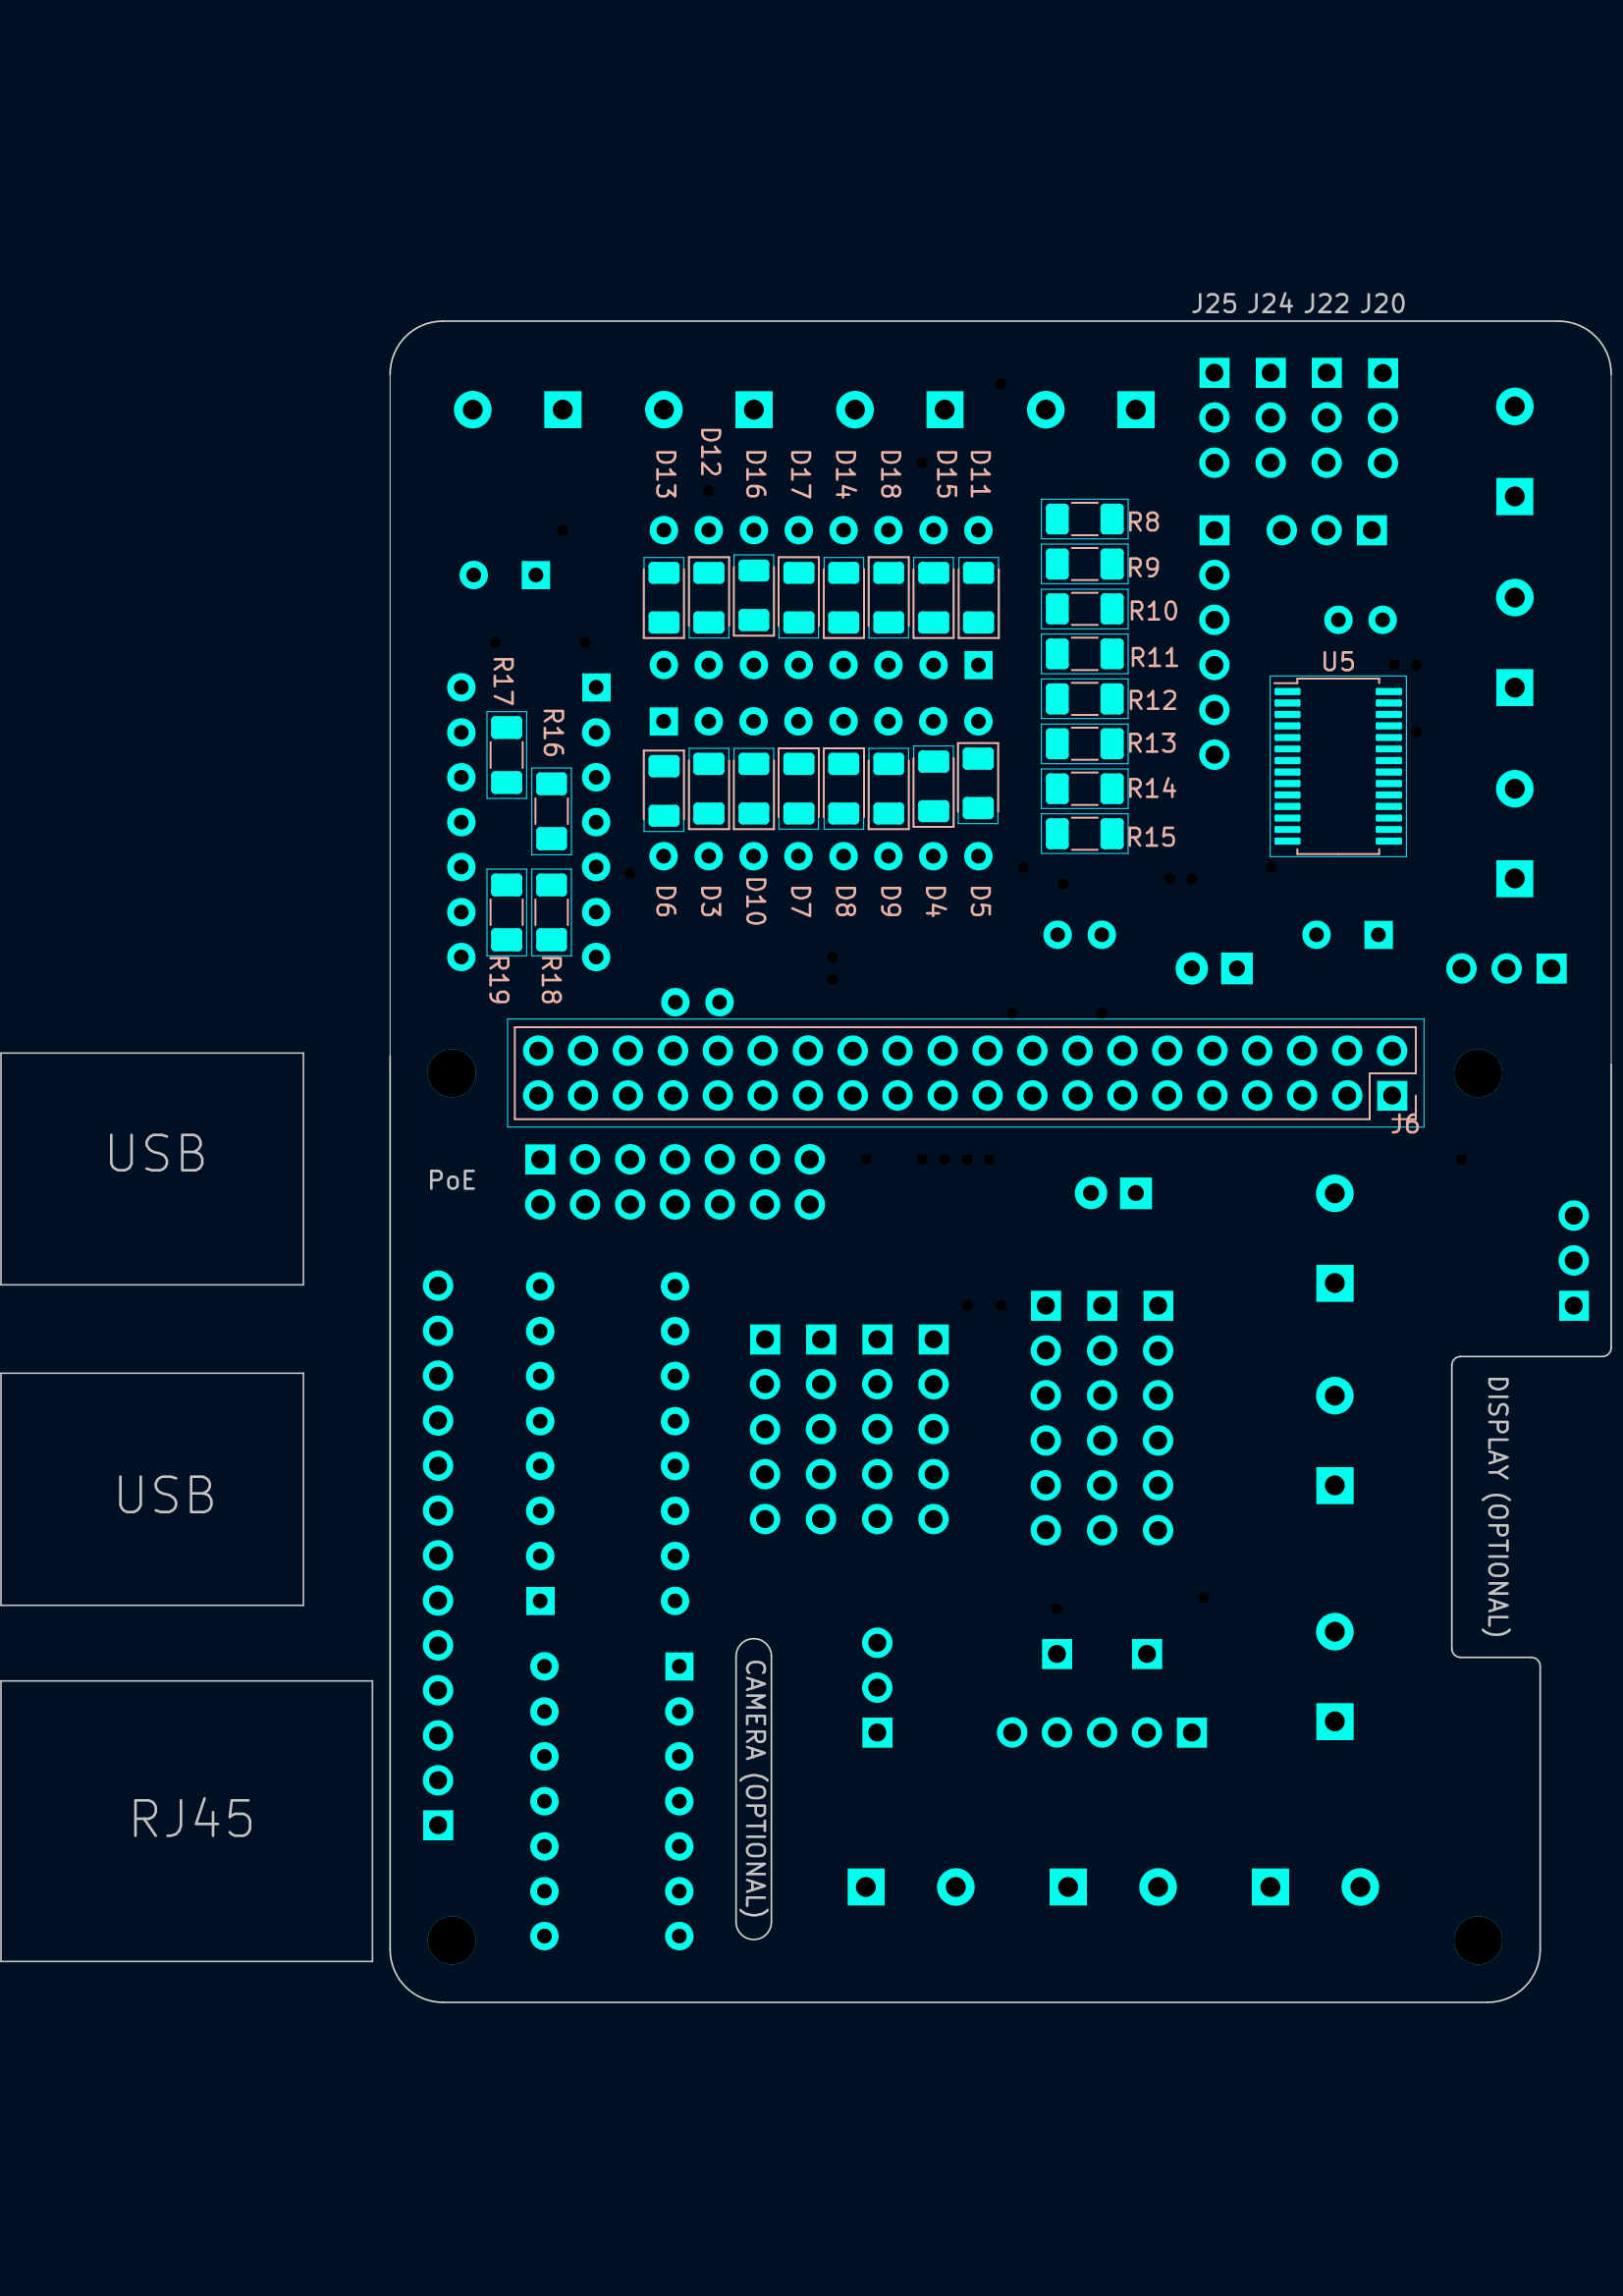 J25 J24 J22 J20
D13 D12 D16 D17 D14 D18 D15 D11
R8
R9
R10
R11
R12
R13
R14
R15
U5
R17
R16
D6 D3 D10 D7 D8 D9 D4 D5
R19 R18
J6
USB
PoE
USB
DISPLAY (OPTIONAL)
CAMERA (OPTIONAL)
RJ45